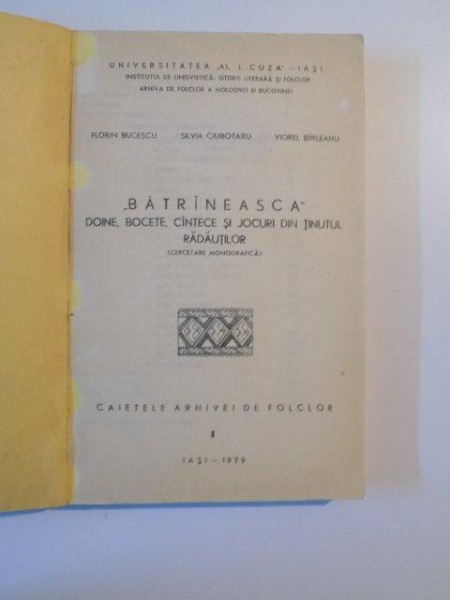 UNIVERSITATEA „AL. I. CUZA" – IAȘI
INSTITUTUL DE LINGVISTICĂ, ISTORIE LITERARĂ ȘI FOLCLOR
ARHIVA DE FOLCLOR A MOLDOVEI ȘI BUCOVINEI
FLORIN BUCESCU SILVIA CIUBOTARU VIOREL BÎRLEANU
„BĂTRÎNEASCA"
DOINE, BOCETE, CÎNTECE ȘI JOCURI DIN ȚINUTUL
RĂDĂUȚILOR
(CERCETARE MONOGRAFICĂ)
CAIETELE ARHIVEI DE FOLCLOR
I
IAȘI – 1979